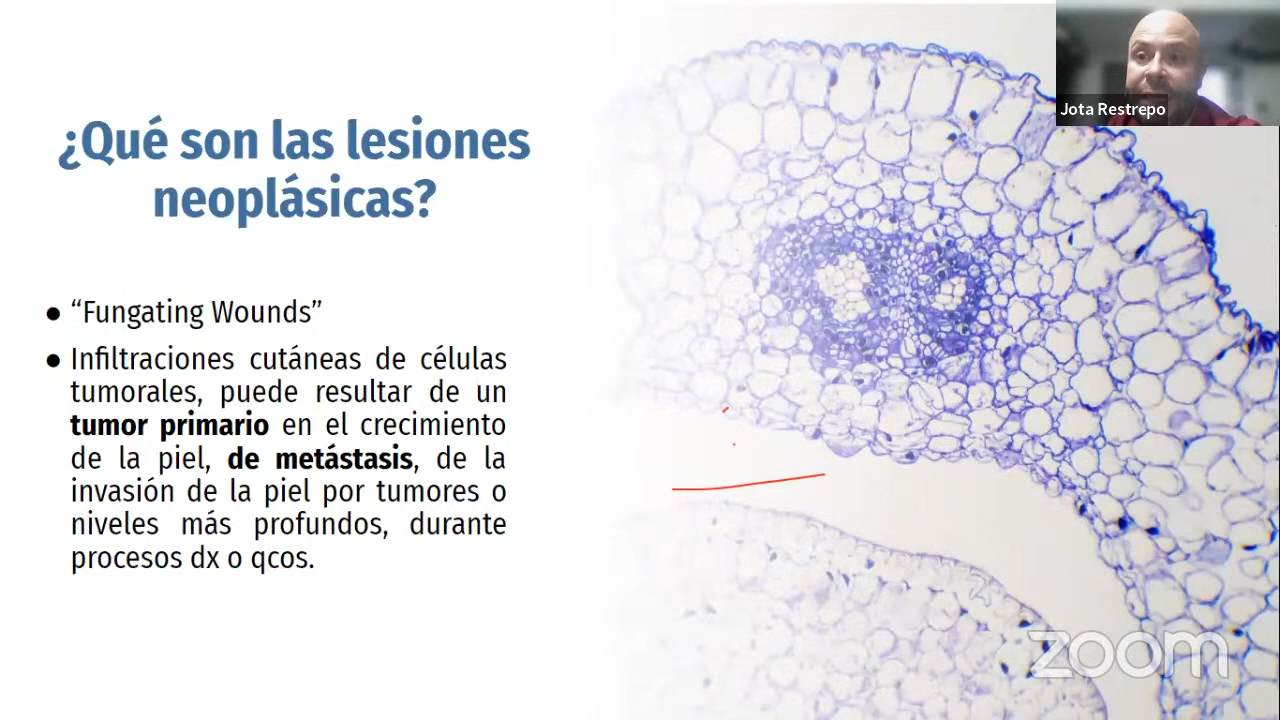 ¿Qué son las lesiones
neoplásicas?
● “Fungating Wounds”
● Infiltraciones cutáneas de células
tumorales, puede resultar de un
tumor primario en el crecimiento
de la piel, de metástasis, de la
invasión de la piel por tumores o
niveles más profundos, durante
procesos dx o qcos.
Jota Restrepo
zoom